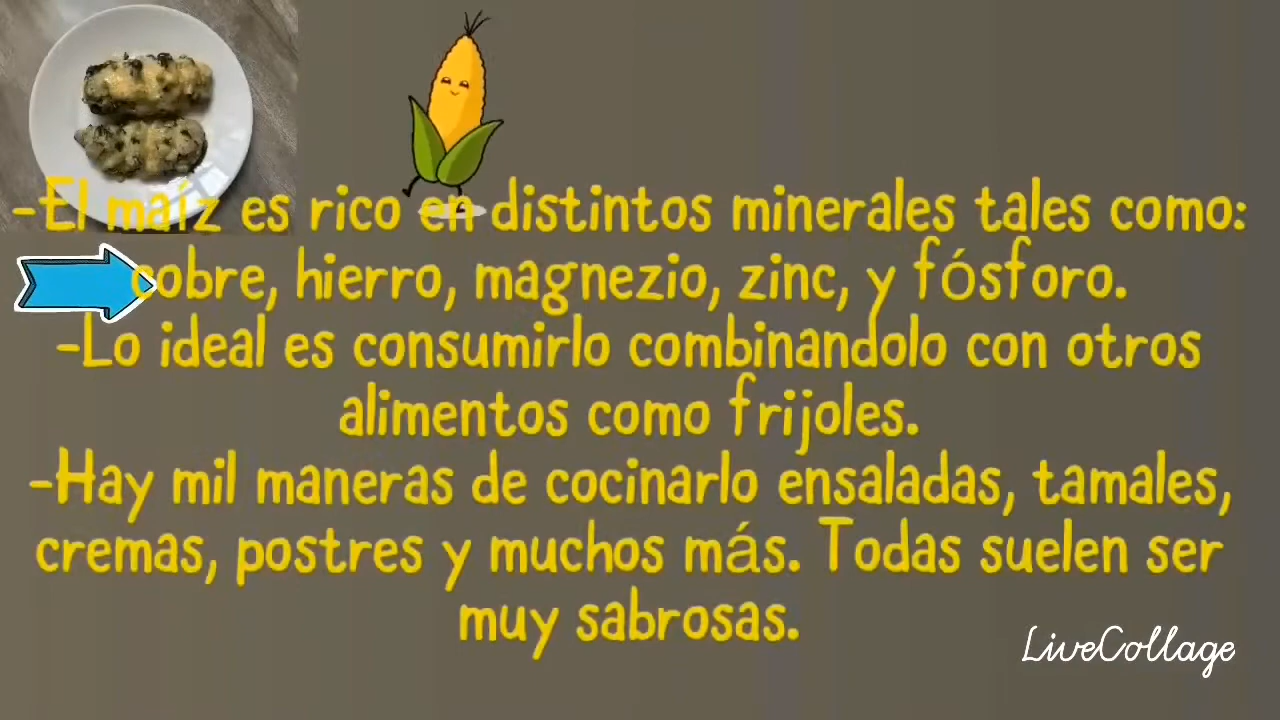 -El maíz es rico en distintos minerales tales como:
cobre, hierro, magnezio, zinc, y fósforo.
-Lo ideal es consumirlo combinandolo con otros
alimentos como frijoles.
-Hay mil maneras de cocinarlo ensaladas, tamales,
cremas, postres y muchos más. Todas suelen ser
muy sabrosas.
LiveCollage